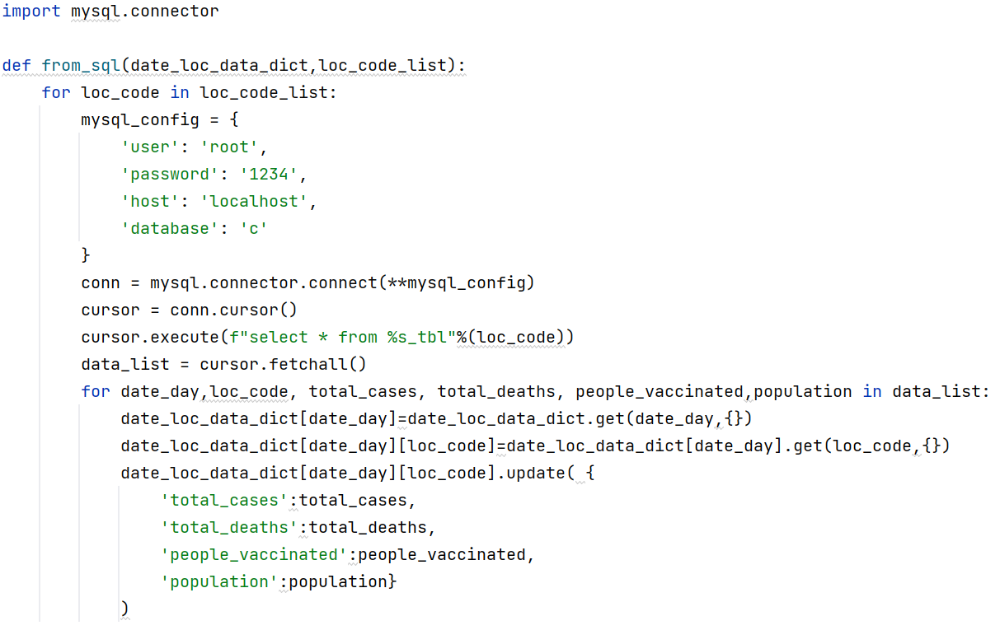 import mysql.connector

def from_sql(date_loc_data_dict,loc_code_list):
    for loc_code in loc_code_list:
        mysql_config = {
            'user': 'root',
            'password': '1234',
            'host': 'localhost',
            'database': 'c'
        }
        conn = mysql.connector.connect(**mysql_config)
        cursor = conn.cursor()
        cursor.execute(f"select * from %s_tbl"%(loc_code))
        data_list = cursor.fetchall()
        for date_day,loc_code, total_cases, total_deaths, people_vaccinated,population in data_list:
            date_loc_data_dict[date_day]=date_loc_data_dict.get(date_day,{})
            date_loc_data_dict[date_day][loc_code]=date_loc_data_dict[date_day].get(loc_code,{})
            date_loc_data_dict[date_day][loc_code].update( {
                'total_cases':total_cases,
                'total_deaths':total_deaths,
                'people_vaccinated':people_vaccinated,
                'population':population}
            )